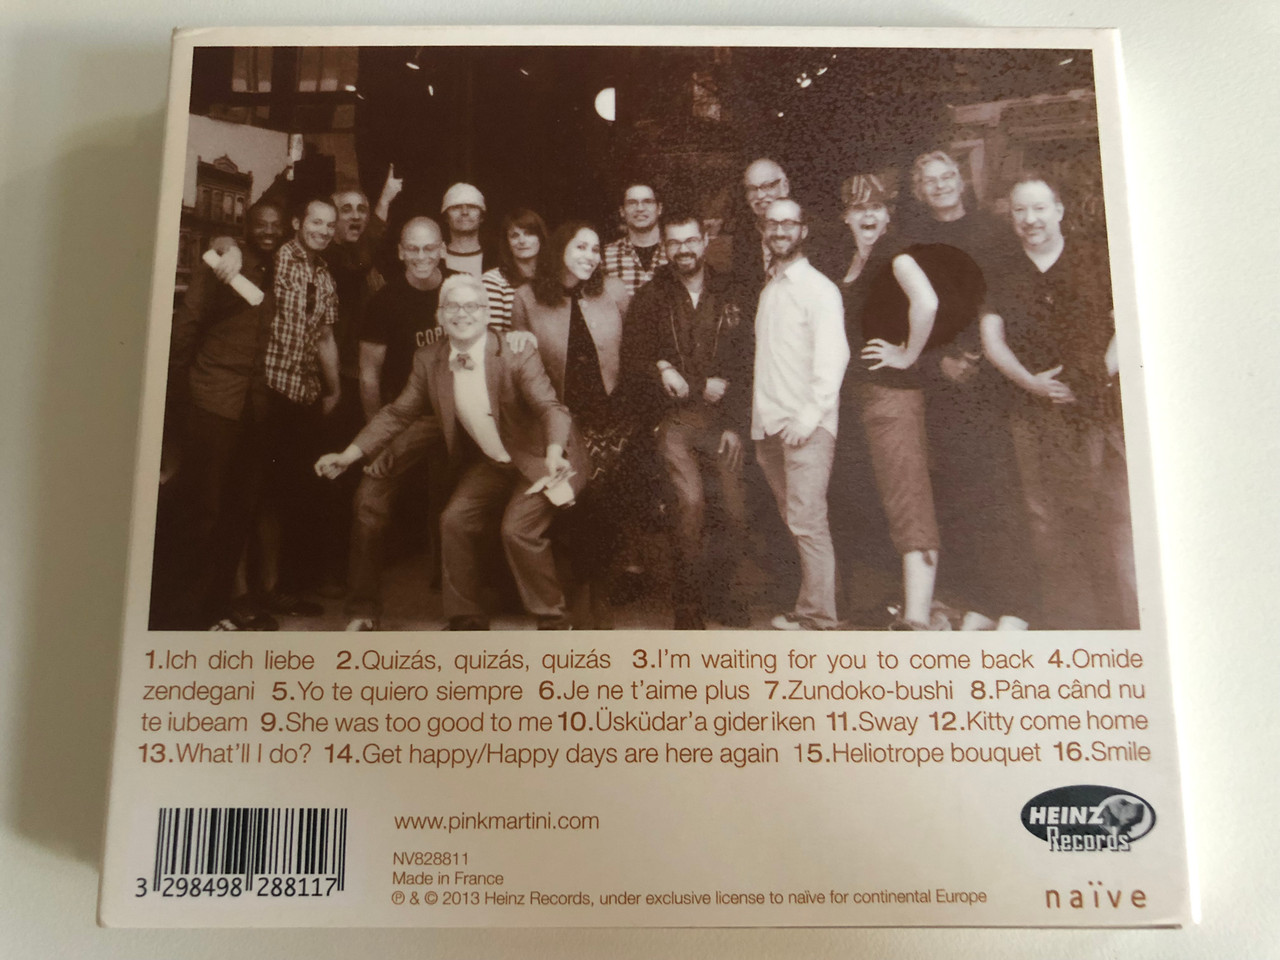 COP
1.Ich dich liebe 2.Quizás, quizás, quizás 3.I'm waiting for you to come back 4.Omide
zendegani 5.Yo te quiero siempre 6.Je ne t'aime plus 7.Zundoko-bushi 8.Pâna când nu
te iubeam 9.She was too good to me 10.Üsküdar'a gider iken 11.Sway 12.Kitty come home
13.What'll I do? 14.Get happy/Happy days are here again 15.Heliotrope bouquet 16.Smile
www.pinkmartini.com
NV828811
Made in France
℗ & © 2013 Heinz Records, under exclusive license to naïve for continental Europe
3 298498 288117
HEINZ
Records
naïve